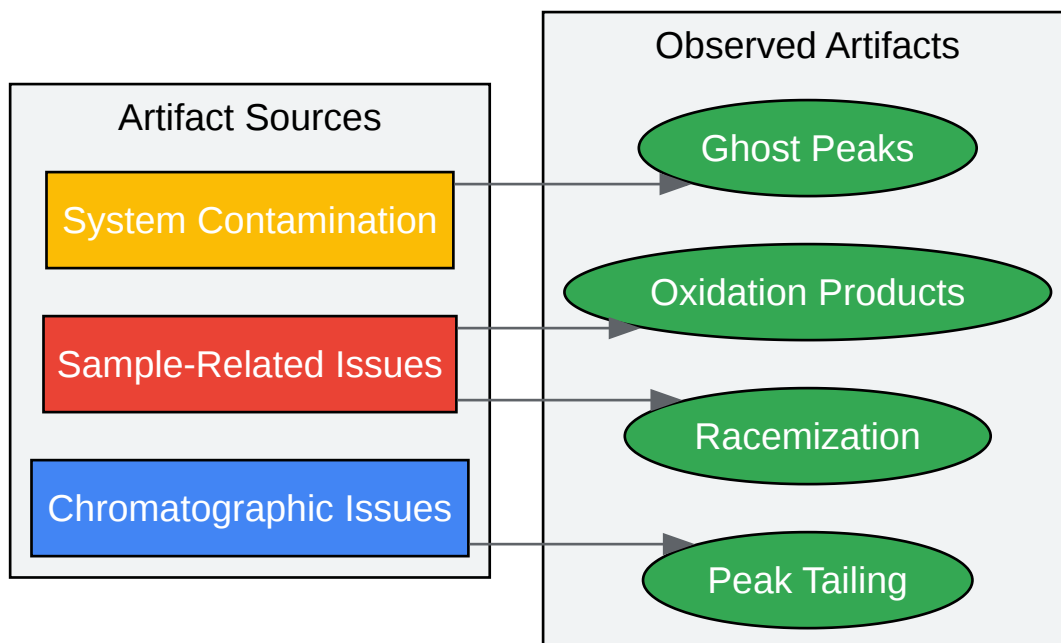 Artifact Sources
System Contamination
Sample-Related Issues
Chromatographic Issues
Observed Artifacts
Ghost Peaks
Oxidation Products
Racemization
Peak Tailing